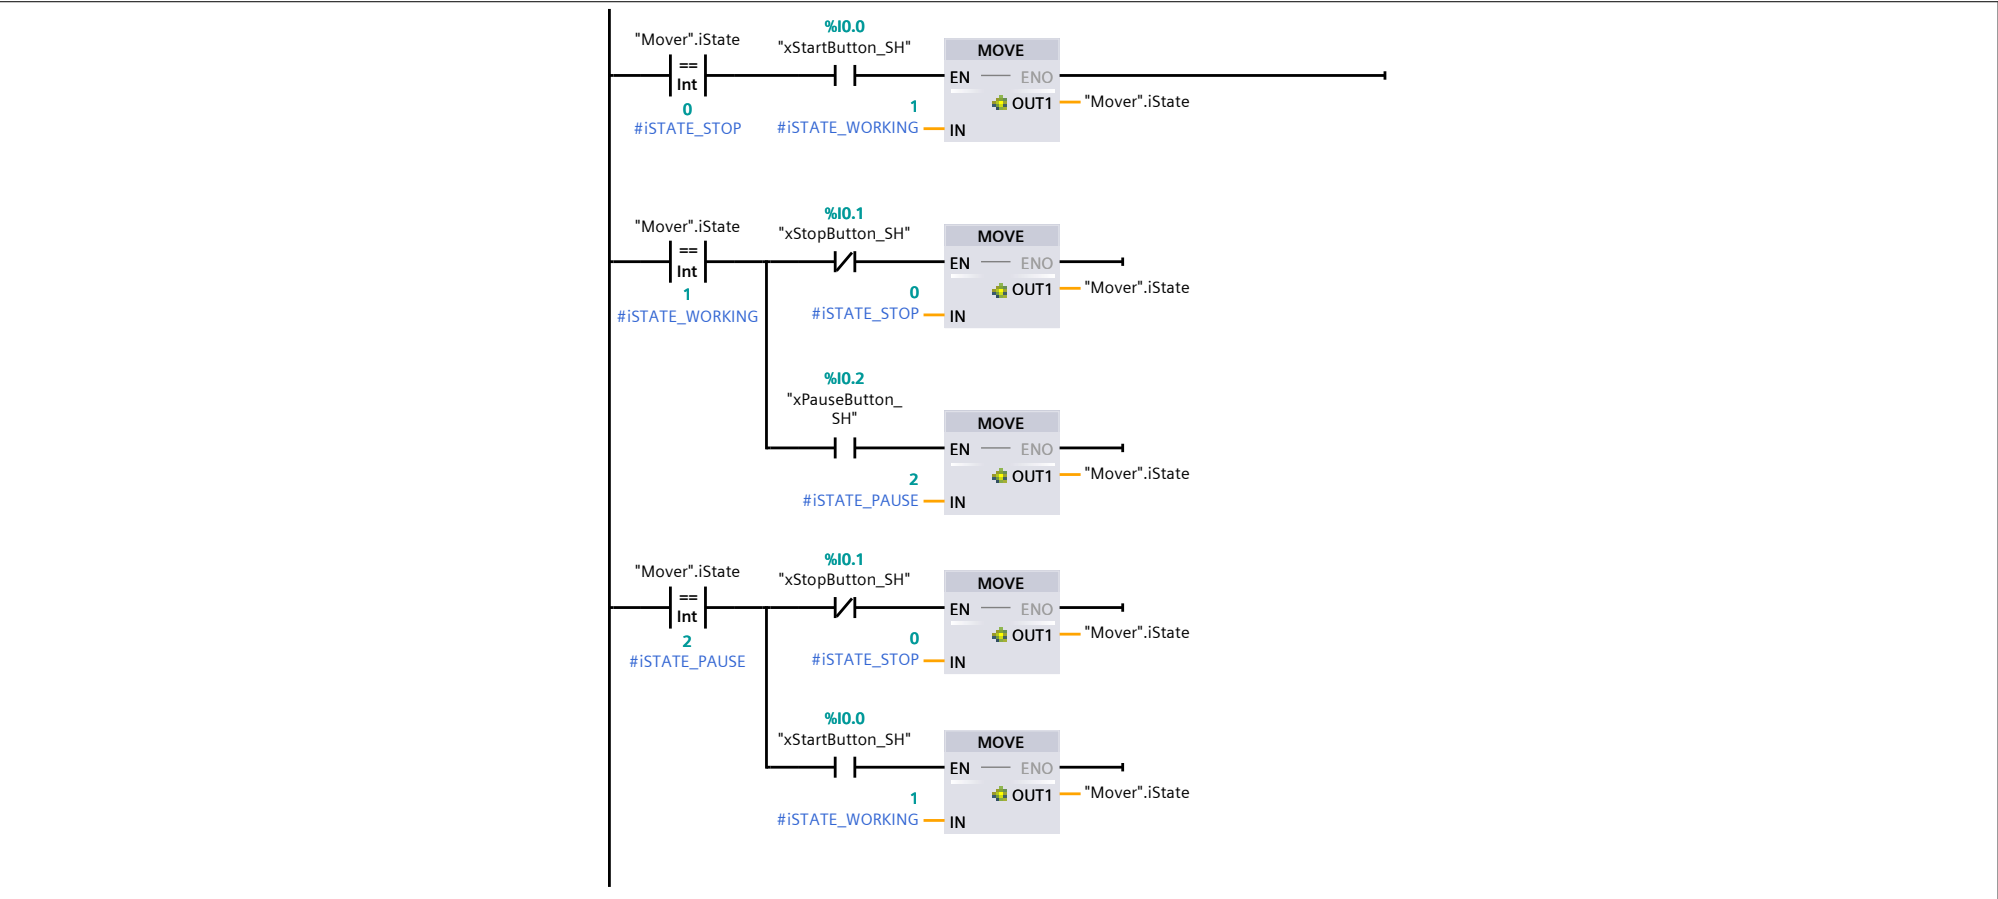 %I0.0
"Mover".iState
"xStartButton_SH"
MOVE
==
Int
EN
ENO
0
1
OUT1
"Mover".iState
#iSTATE_STOP
#iSTATE_WORKING
IN
%I0.1
"Mover".iState
"xStopButton_SH"
MOVE
==
Int
EN
ENO
1
0
OUT1
"Mover".iState
#iSTATE_WORKING
#iSTATE_STOP
IN
%I0.2
"xPauseButton_
SH"
MOVE
EN
ENO
2
OUT1
"Mover".iState
#iSTATE_PAUSE
IN
%I0.1
"Mover".iState
"xStopButton_SH"
MOVE
==
Int
EN
ENO
2
0
OUT1
"Mover".iState
#iSTATE_PAUSE
#iSTATE_STOP
IN
%I0.0
"xStartButton_SH"
MOVE
EN
ENO
1
OUT1
"Mover".iState
#iSTATE_WORKING
IN